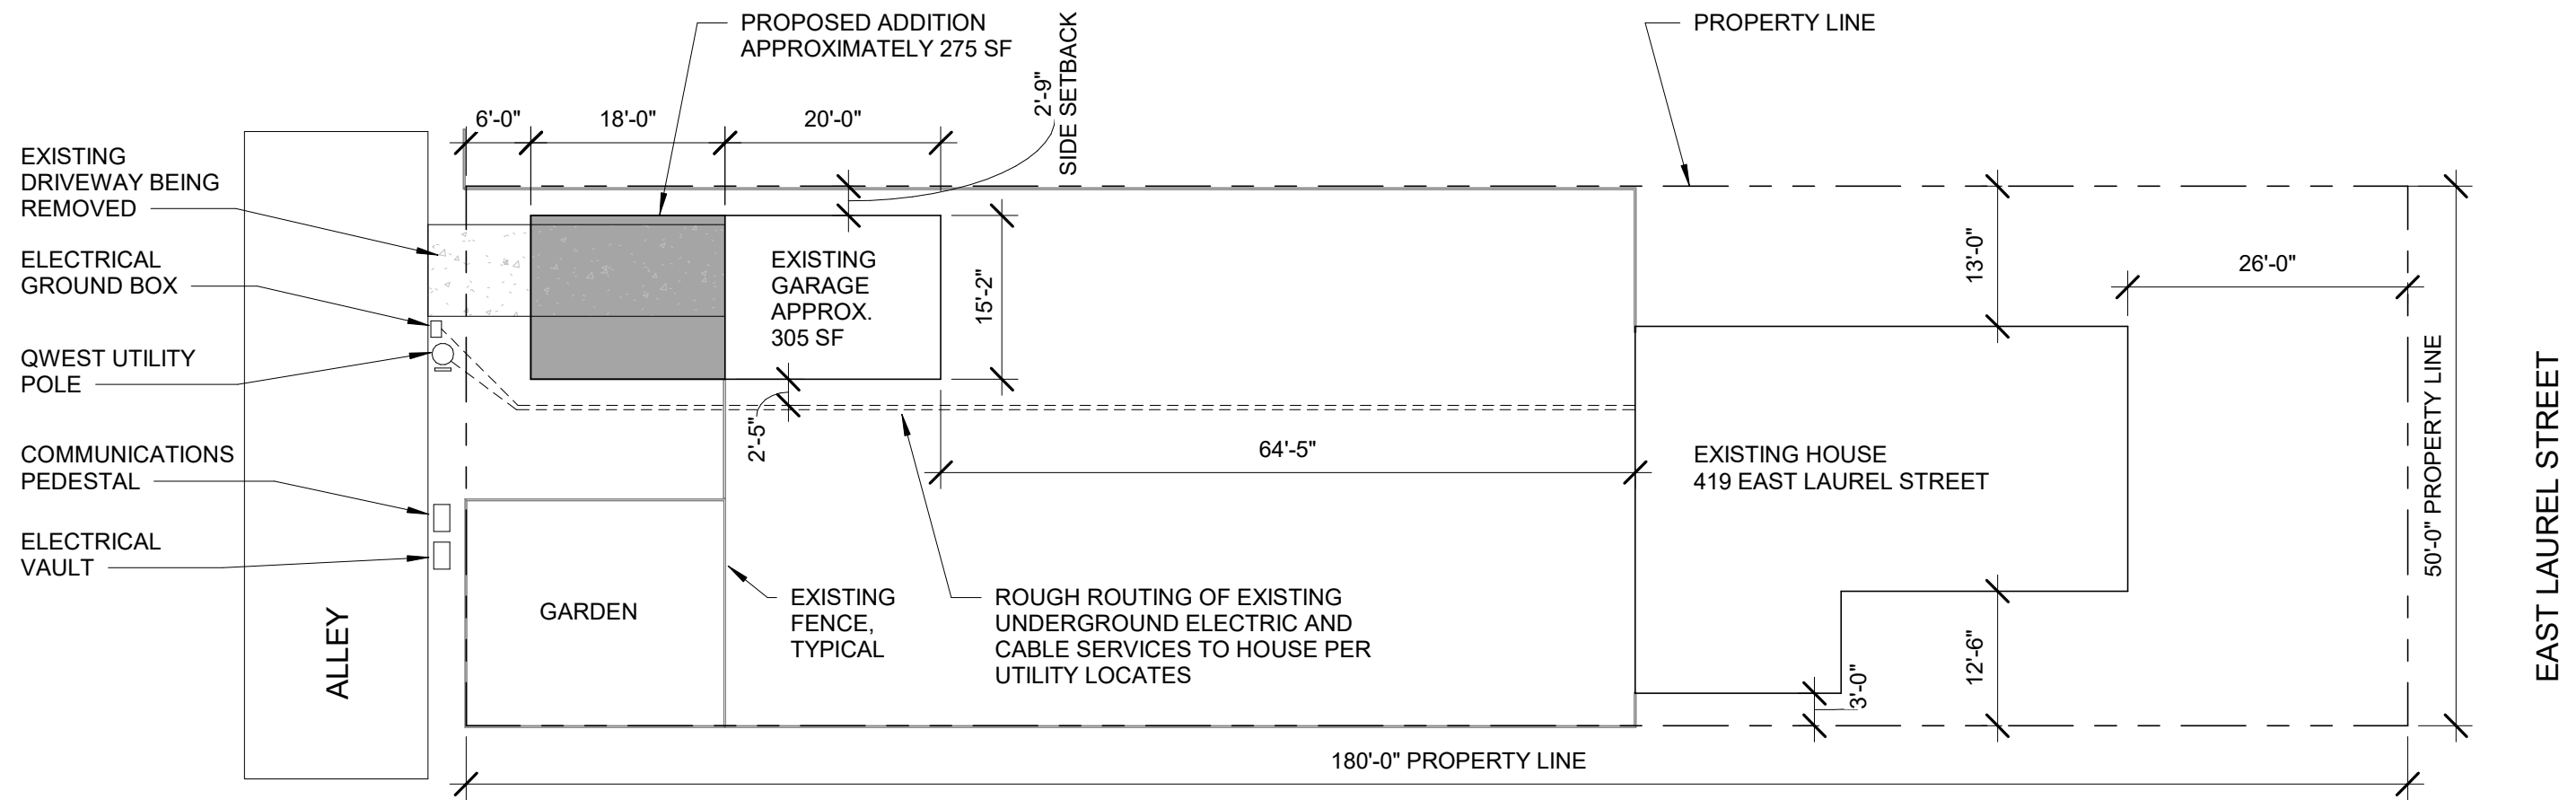 PROPOSED ADDITION
APPROXIMATELY 275 SF
PROPERTY LINE
2'-9"
SIDE SETBACK
6'-0"
18'-0"
20'-0"
EXISTING
DRIVEWAY BEING
REMOVED
ELECTRICAL
GROUND BOX
QWEST UTILITY
POLE
COMMUNICATIONS
PEDESTAL
ELECTRICAL
VAULT
ALLEY
EXISTING
GARAGE
APPROX.
305 SF
15'-2"
2'-5"
64'-5"
13'-0"
26'-0"
EXISTING HOUSE
419 EAST LAUREL STREET
50'-0" PROPERTY LINE
EAST LAUREL STREET
GARDEN
EXISTING
FENCE,
TYPICAL
ROUGH ROUTING OF EXISTING
UNDERGROUND ELECTRIC AND
CABLE SERVICES TO HOUSE PER
UTILITY LOCATES
3'-0"
12'-6"
180'-0" PROPERTY LINE